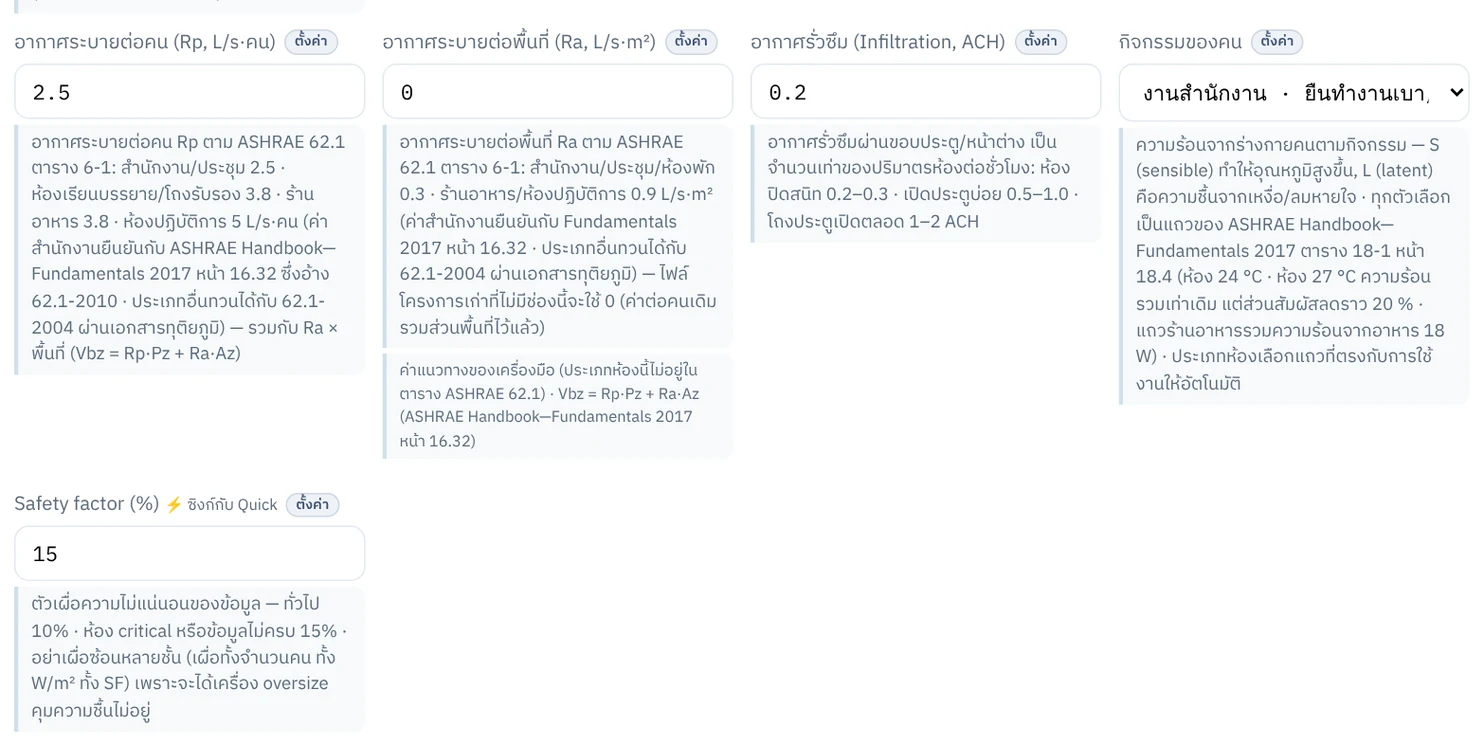 อากาศระบายต่อคน (Rp, L/s·คน) ตั้งค่า
2.5
อากาศระบายต่อคน Rp ตาม ASHRAE 62.1
ตาราง 6-1: สำนักงาน/ประชุม 2.5 ·
ห้องเรียนบรรยาย/โถงรับรอง 3.8 · ร้าน
อาหาร 3.8 · ห้องปฏิบัติการ 5 L/s·คน (ค่า
สำนักงานยืนยันกับ ASHRAE Handbook—
Fundamentals 2017 หน้า 16.32 ซึ่งอ้าง
62.1-2010 · ประเภทอื่นทวนได้กับ 62.1-
2004 ผ่านเอกสารทุติยภูมิ) — รวมกับ Ra ×
พื้นที่ (Vbz = Rp·Pz + Ra·Az)
อากาศระบายต่อพื้นที่ (Ra, L/s·m²) ตั้งค่า
0
อากาศระบายต่อพื้นที่ Ra ตาม ASHRAE
62.1 ตาราง 6-1: สำนักงาน/ประชุม/ห้องพัก
0.3 · ร้านอาหาร/ห้องปฏิบัติการ 0.9 L/s·m²
(ค่าสำนักงานยืนยันกับ Fundamentals
2017 หน้า 16.32 · ประเภทอื่นทวนได้กับ
62.1-2004 ผ่านเอกสารทุติยภูมิ) — ไฟล์
โครงการเก่าที่ไม่มีช่องนี้จะใช้ 0 (ค่าต่อคนเดิม
รวมส่วนพื้นที่ไว้แล้ว)
ค่าแนวทางของเครื่องมือ (ประเภทห้องนี้ไม่อยู่ใน
ตาราง ASHRAE 62.1) · Vbz = Rp·Pz + Ra·Az
(ASHRAE Handbook—Fundamentals 2017
หน้า 16.32)
อากาศรั่วซึม (Infiltration, ACH) ตั้งค่า
0.2
อากาศรั่วซึมผ่านขอบประตู/หน้าต่าง เป็น
จำนวนเท่าของปริมาตรห้องต่อชั่วโมง: ห้อง
ปิดสนิท 0.2–0.3 · เปิดประตูบ่อย 0.5–1.0 ·
โถงประตูเปิดตลอด 1–2 ACH
กิจกรรมของคน ตั้งค่า
งานสำนักงาน · ยืนทำงานเบา
ความร้อนจากร่างกายคนตามกิจกรรม — S
(sensible) ทำให้อุณหภูมิสูงขึ้น, L (latent)
คือความชื้นจากเหงื่อ/ลมหายใจ · ทุกตัวเลือก
เป็นแถวของ ASHRAE Handbook—
Fundamentals 2017 ตาราง 18-1 หน้า
18.4 (ห้อง 24 °C · ห้อง 27 °C ความร้อน
รวมเท่าเดิม แต่ส่วนสัมผัสลดราว 20 % ·
แถวร้านอาหารรวมความร้อนจากอาหาร 18
W) · ประเภทห้องเลือกแถวที่ตรงกับการใช้
งานให้อัตโนมัติ
Safety factor (%) ⚡ ซิงก์กับ Quick ตั้งค่า
15
ตัวเผื่อความไม่แน่นอนของข้อมูล — ทั่วไป
10% · ห้อง critical หรือข้อมูลไม่ครบ 15% ·
อย่าเผื่อซ้อนหลายชั้น (เผื่อทั้งจำนวนคน ทั้ง
W/m² ทั้ง SF) เพราะจะได้เครื่อง oversize
คุมความชื้นไม่อยู่